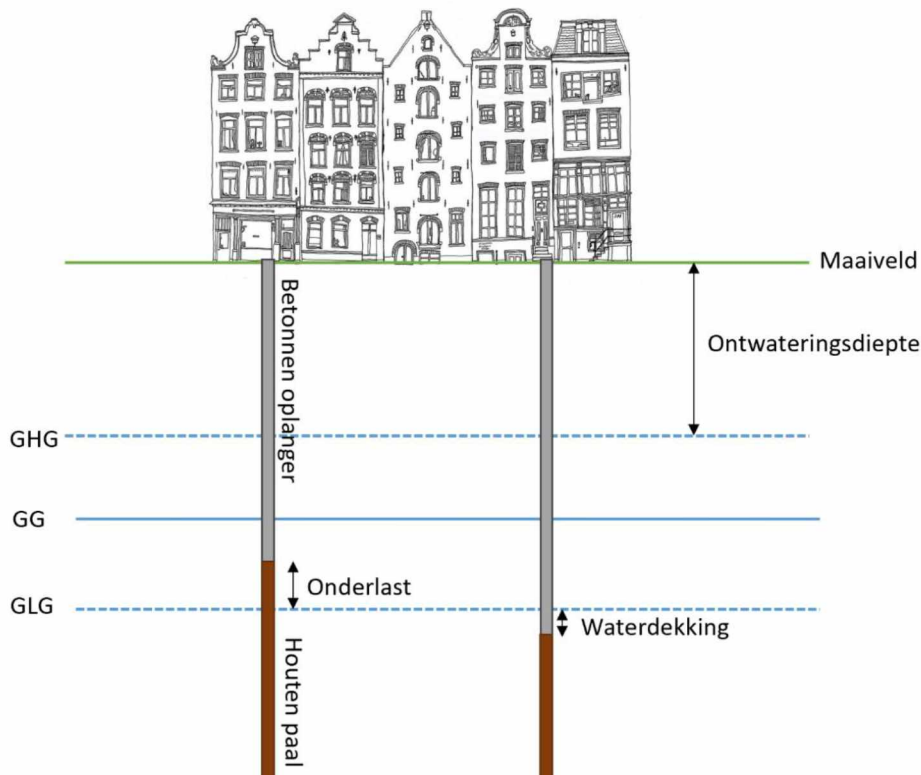 Maaiveld
Betonnen oplanger
Ontwateringsdiepte
GHG
GG
Onderlast
GLG
Waterdekking
Houten paal